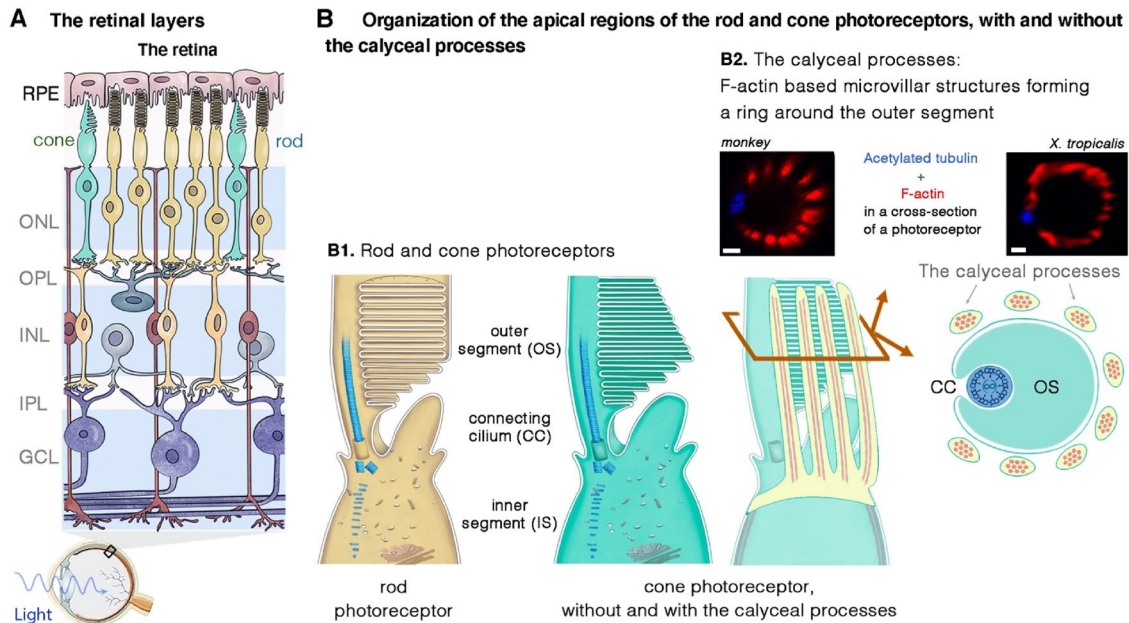 A The retinal layers
The retina
RPE
cone
rod
ONL
OPL
INL
IPL
GCL
Light
B Organization of the apical regions of the rod and cone photoreceptors, with and without
the calyceal processes
B1. Rod and cone photoreceptors
outer
segment (OS)
connecting
cilium (CC)
inner
segment (IS)
rod
photoreceptor
cone photoreceptor,
without and with the calyceal processes
B2. The calyceal processes:
F-actin based microvillar structures forming
a ring around the outer segment
monkey
Acetylated tubulin
+
F-actin
in a cross-section
of a photoreceptor
X. tropicalis
The calyceal processes
CC
OS